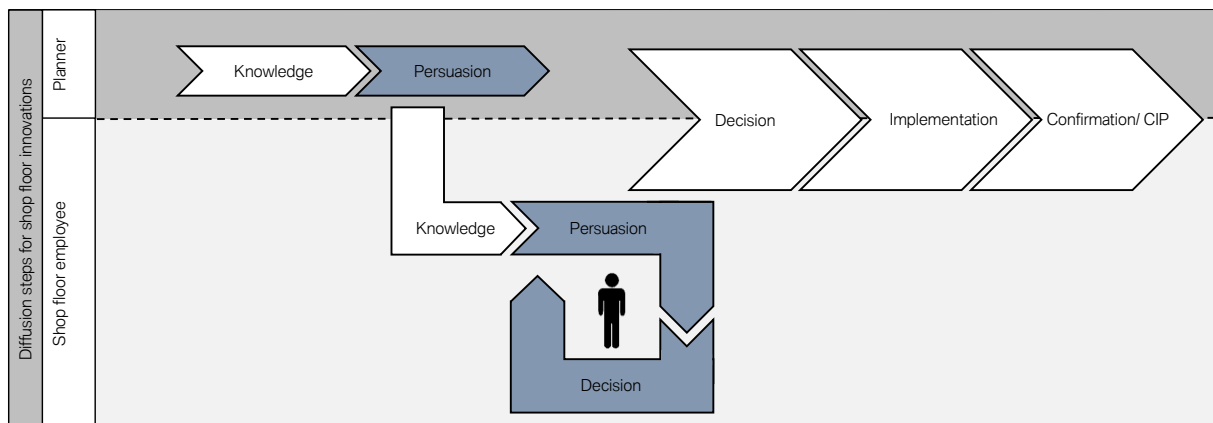 Diffusion steps for shop floor innovations
Planner
Shop floor employee
Knowledge
Persuasion
Decision
Implementation
Confirmation/ CIP
Knowledge
Persuasion
Decision